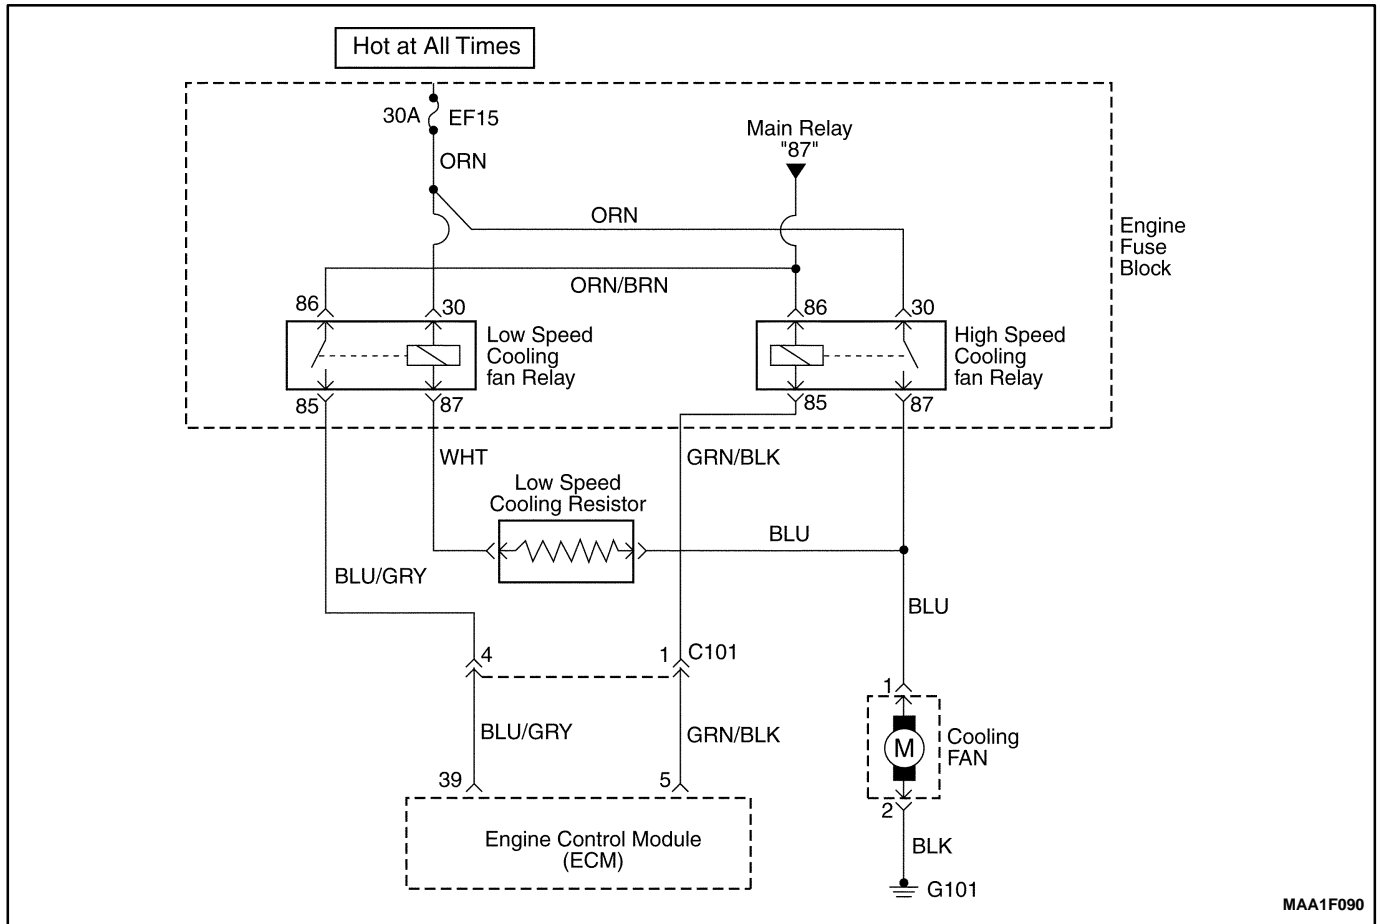 Hot at All Times
30A
EF15
ORN
Main Relay
"87"
ORN
Engine
Fuse
Block
ORN/BRN
86
30
86
30
Low Speed
Cooling
fan Relay
High Speed
Cooling
fan Relay
85
87
85
87
WHT
GRN/BLK
Low Speed
Cooling Resistor
BLU
BLU/GRY
BLU
4
1
C101
1
BLU/GRY
GRN/BLK
M
Cooling
FAN
39
5
2
Engine Control Module
(ECM)
BLK
G101
MAA1F090